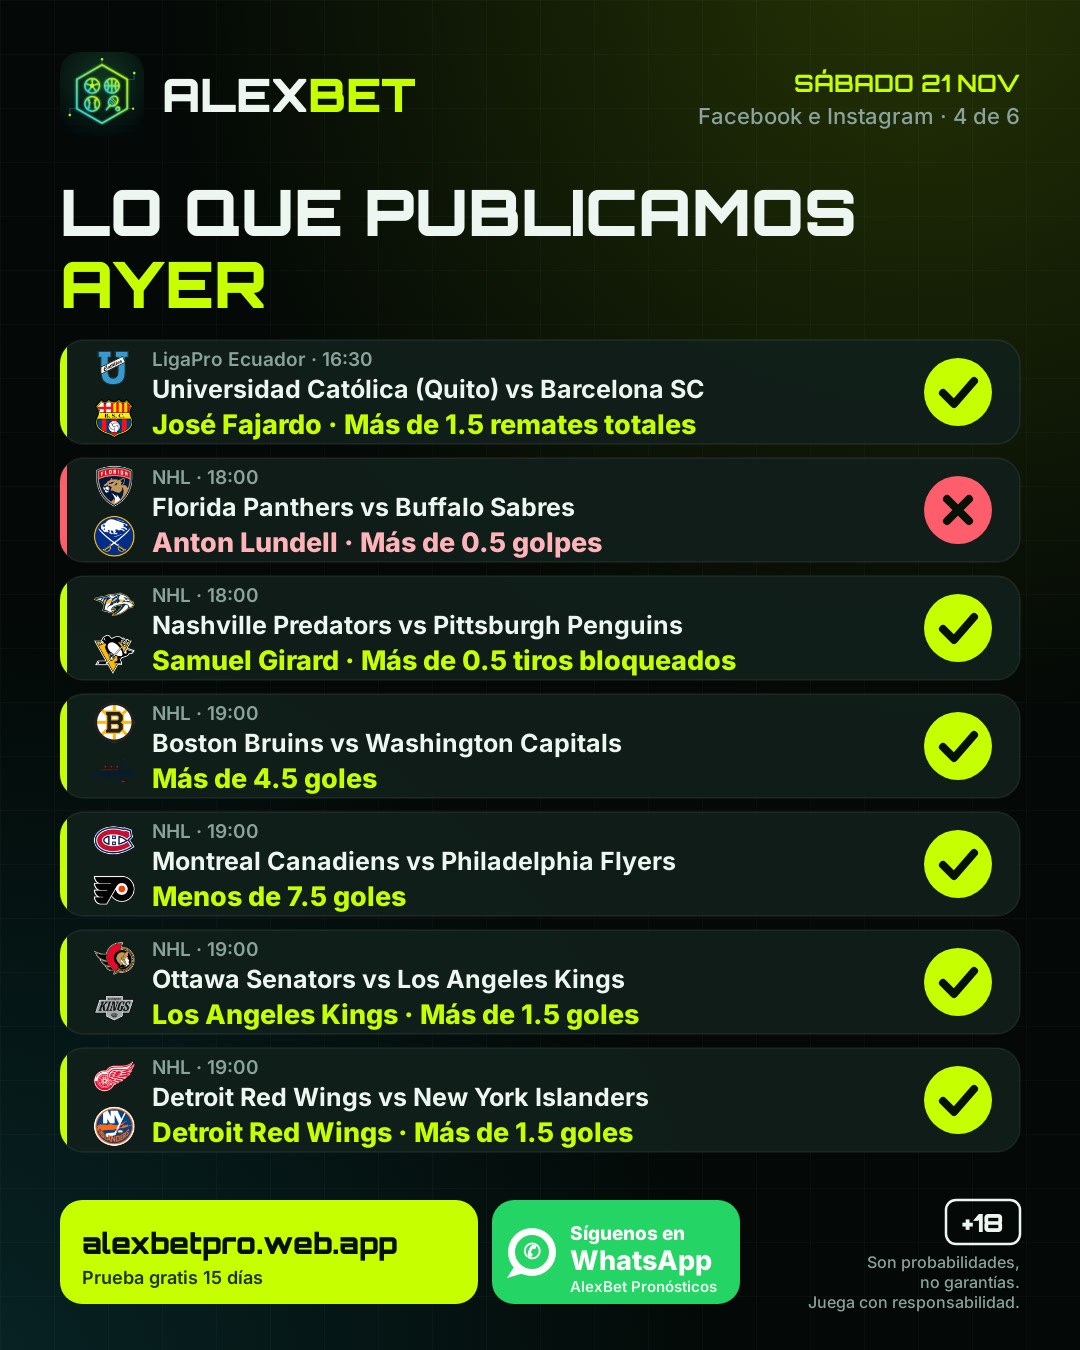 ALEXBET
SÁBADO 21 NOV
Facebook e Instagram · 4 de 6
LO QUE PUBLICAMOS
AYER
LigaPro Ecuador · 16:30
Universidad Católica (Quito) vs Barcelona SC
José Fajardo · Más de 1.5 remates totales
FLORIDA
NHL · 18:00
Florida Panthers vs Buffalo Sabres
Anton Lundell · Más de 0.5 golpes
NHL · 18:00
Nashville Predators vs Pittsburgh Penguins
Samuel Girard · Más de 0.5 tiros bloqueados
B
NHL · 19:00
Boston Bruins vs Washington Capitals
Más de 4.5 goles
NHL · 19:00
Montreal Canadiens vs Philadelphia Flyers
Menos de 7.5 goles
NHL · 19:00
Ottawa Senators vs Los Angeles Kings
KINGS
Los Angeles Kings · Más de 1.5 goles
NHL · 19:00
Detroit Red Wings vs New York Islanders
NY
Detroit Red Wings · Más de 1.5 goles
alexbetpro.web.app
Prueba gratis 15 días
Síguenos en
WhatsApp
AlexBet Pronósticos
+18
Son probabilidades,
no garantías.
Juega con responsabilidad.